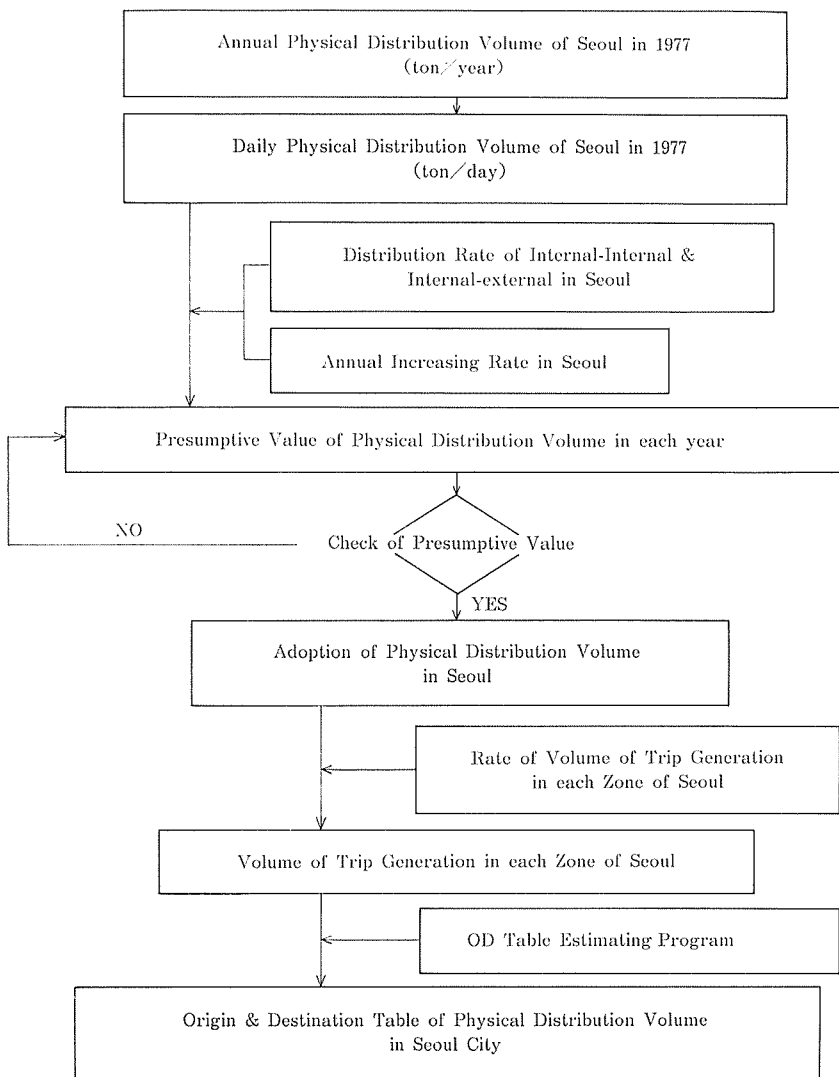 Annual Physical Distribution Volume of Seoul in 1977
(ton／year)
Daily Physical Distribution Volume of Seoul in 1977
(ton／day)
Distribution Rate of Internal-Internal &
Internal-external in Seoul
Annual Increasing Rate in Seoul
Presumptive Value of Physical Distribution Volume in each year
NO
Check of Presumptive Value
YES
Adoption of Physical Distribution Volume
in Seoul
Rate of Volume of Trip Generation
in each Zone of Seoul
Volume of Trip Generation in each Zone of Seoul
OD Table Estimating Program
Origin & Destination Table of Physical Distribution Volume
in Seoul City